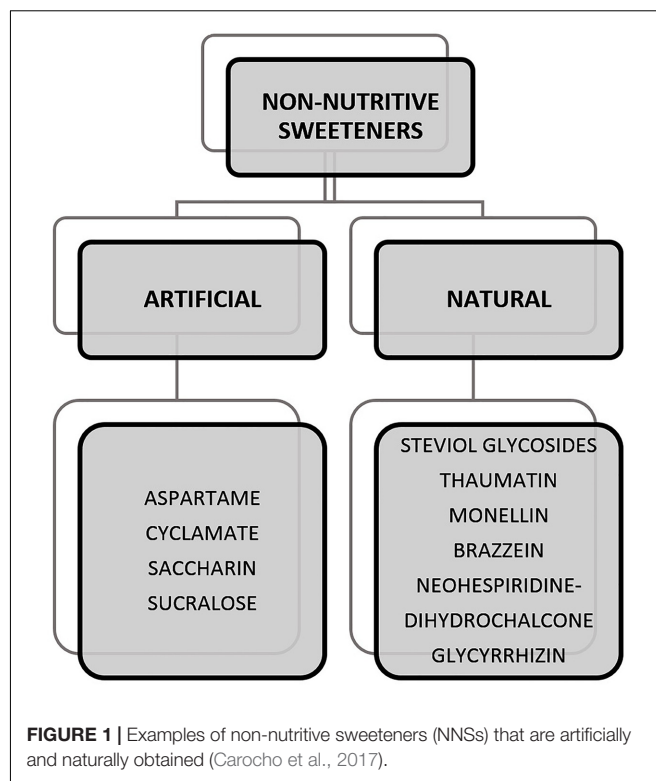 NON-NUTRITIVE
SWEETENERS
ARTIFICIAL
NATURAL
ASPARTAME
CYCLAMATE
SACCHARIN
SUCRALOSE
STEVIOL GLYCOSIDES
THAUMATIN
MONELLIN
BRAZZEIN
NEOHESPIRIDINE-
DIHYDROCHALCONE
GLYCYRRHIZIN
FIGURE 1 | Examples of non-nutritive sweeteners (NNSs) that are artificially
and naturally obtained (Carocho et al., 2017).